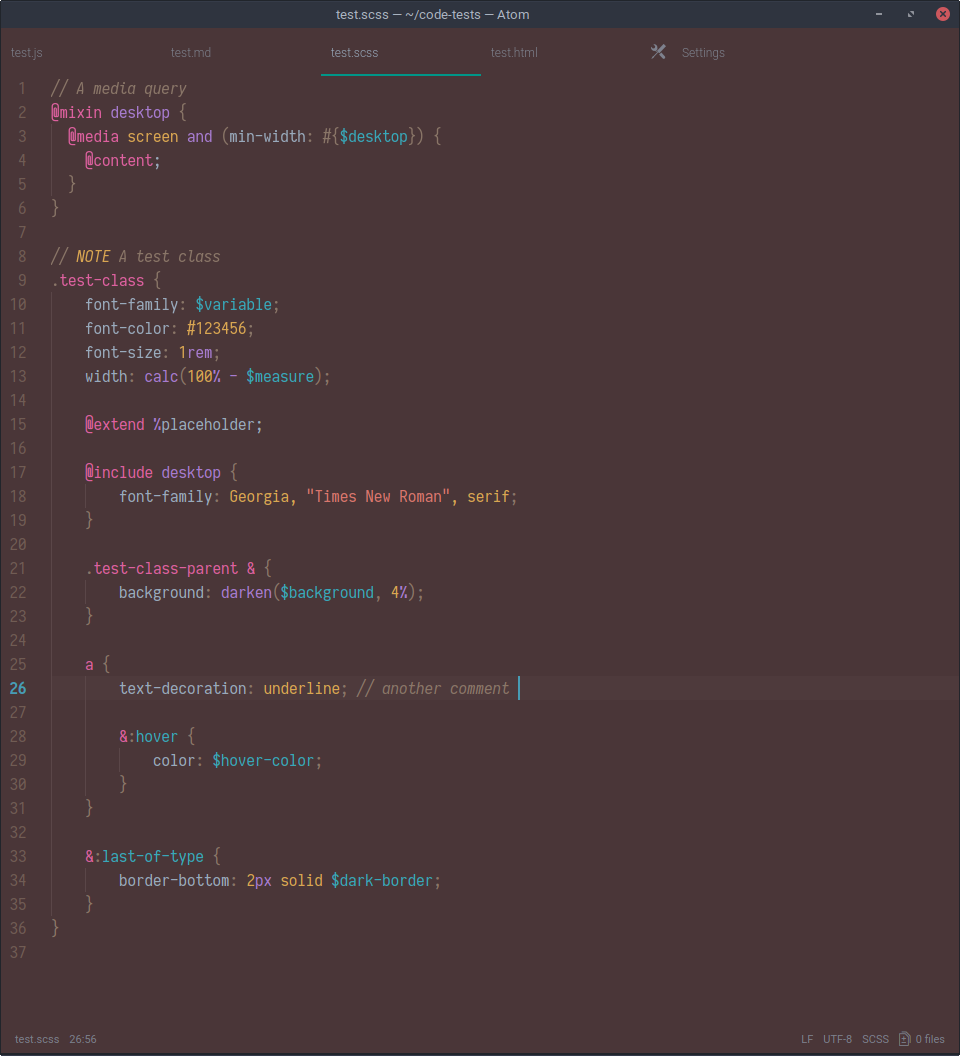 test.scss — ~/code-tests — Atom
test.js test.md test.scss test.html Settings
1 // A media query
2 @mixin desktop {
3   @media screen and (min-width: #{$desktop}) {
4     @content;
5   }
6 }
7
8 // NOTE A test class
9 .test-class {
10     font-family: $variable;
11     font-color: #123456;
12     font-size: 1rem;
13     width: calc(100% - $measure);
14
15     @extend %placeholder;
16
17     @include desktop {
18         font-family: Georgia, "Times New Roman", serif;
19     }
20
21     .test-class-parent & {
22         background: darken($background, 4%);
23     }
24
25     a {
26         text-decoration: underline; // another comment
27
28         &:hover {
29             color: $hover-color;
30         }
31     }
32
33     &:last-of-type {
34         border-bottom: 2px solid $dark-border;
35     }
36 }
37
test.scss 26:56 LF UTF-8 SCSS 0 files